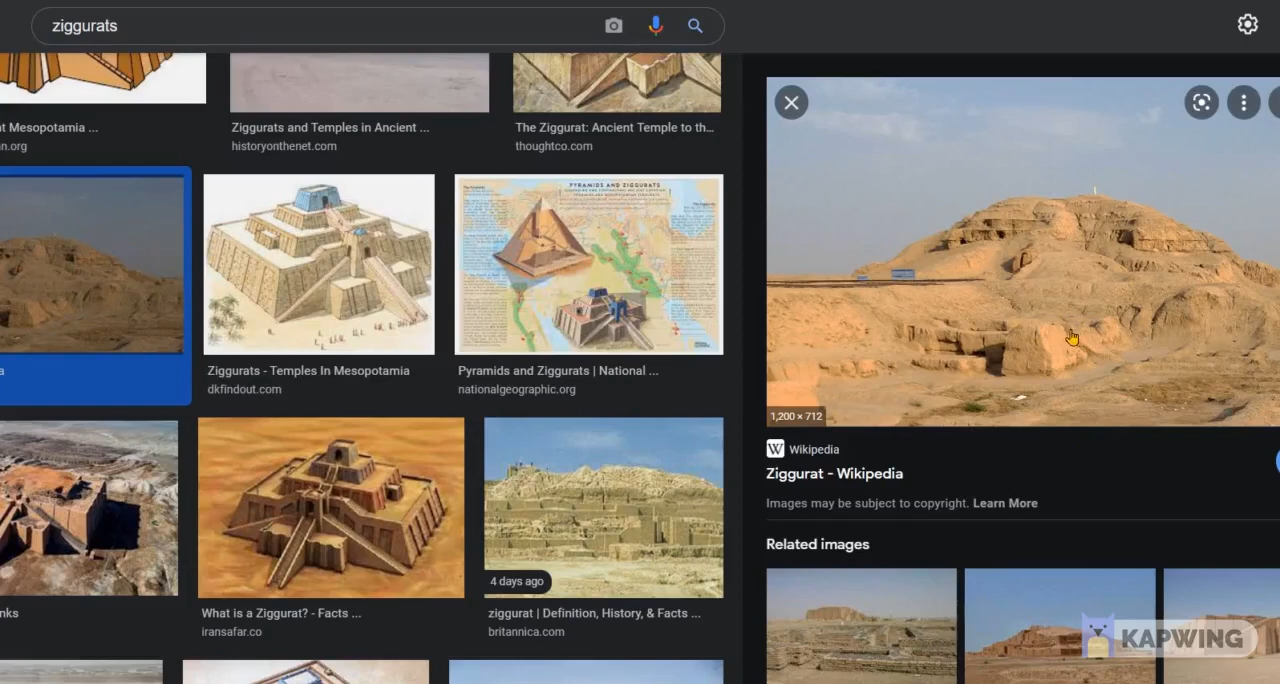 ziggurats
t Mesopotamia ...
n.org
Ziggurats and Temples in Ancient ...
historyonthenet.com
The Ziggurat: Ancient Temple to th...
thoughtco.com
a
Ziggurats - Temples In Mesopotamia
dkfindout.com
PYRAMIDS AND ZIGGURATS
Pyramids and Ziggurats | National ...
nationalgeographic.org
nks
What is a Ziggurat? - Facts ...
iransafar.co
4 days ago
ziggurat | Definition, History, & Facts ...
britannica.com
1,200 × 712
W Wikipedia
Ziggurat - Wikipedia
Images may be subject to copyright. Learn More
Related images
KAPWING